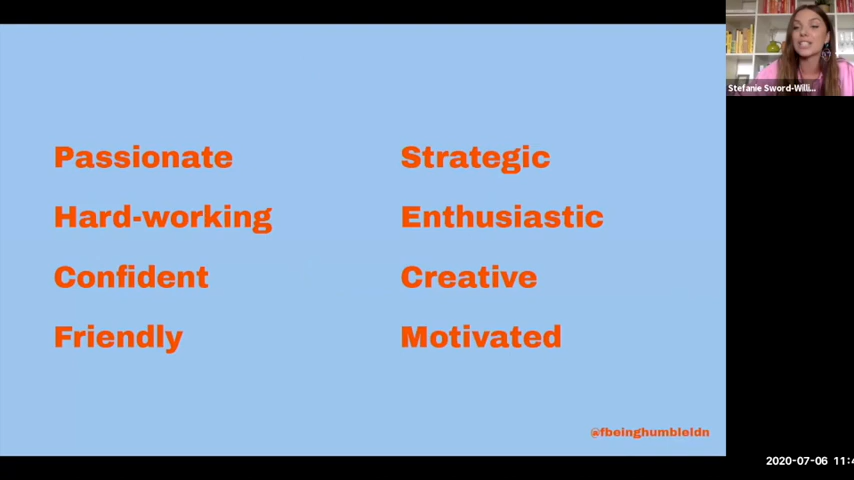 Passionate
Hard-working
Confident
Friendly
Strategic
Enthusiastic
Creative
Motivated
@fbeinghumbleldn
Stefanie Sword-Willi...
2020-07-06 11:4